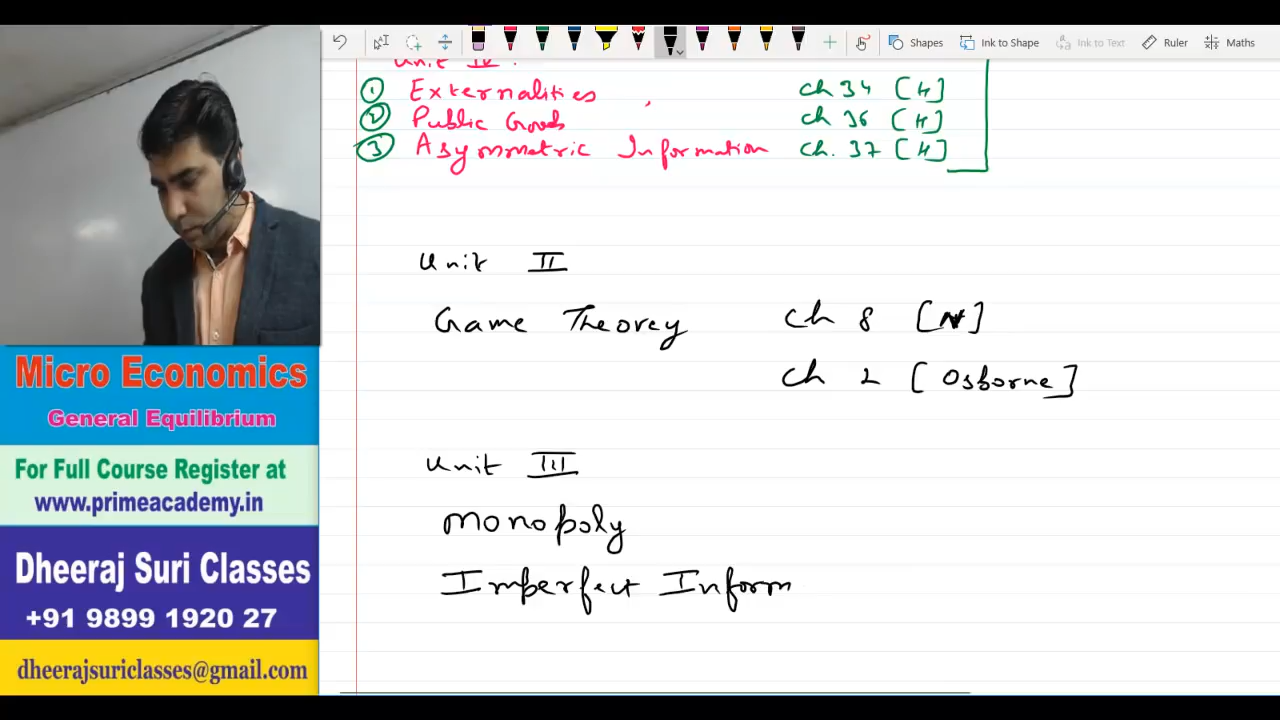 Shapes Ink to Shape Ink to Text Ruler Maths
Unit IV :
① Externalities , ch 34 [H]
② Public Goods ch 36 [H]
③ Asymmetric Information ch. 37 [H]
Unit II
Game Theorey ch 8 [N]
ch 2 [Osborne]
Unit III
Monopoly
Imperfect Inform
Micro Economics
General Equilibrium
For Full Course Register at
www.primeacademy.in
Dheeraj Suri Classes
+91 9899 1920 27
dheerajsuriclasses@gmail.com